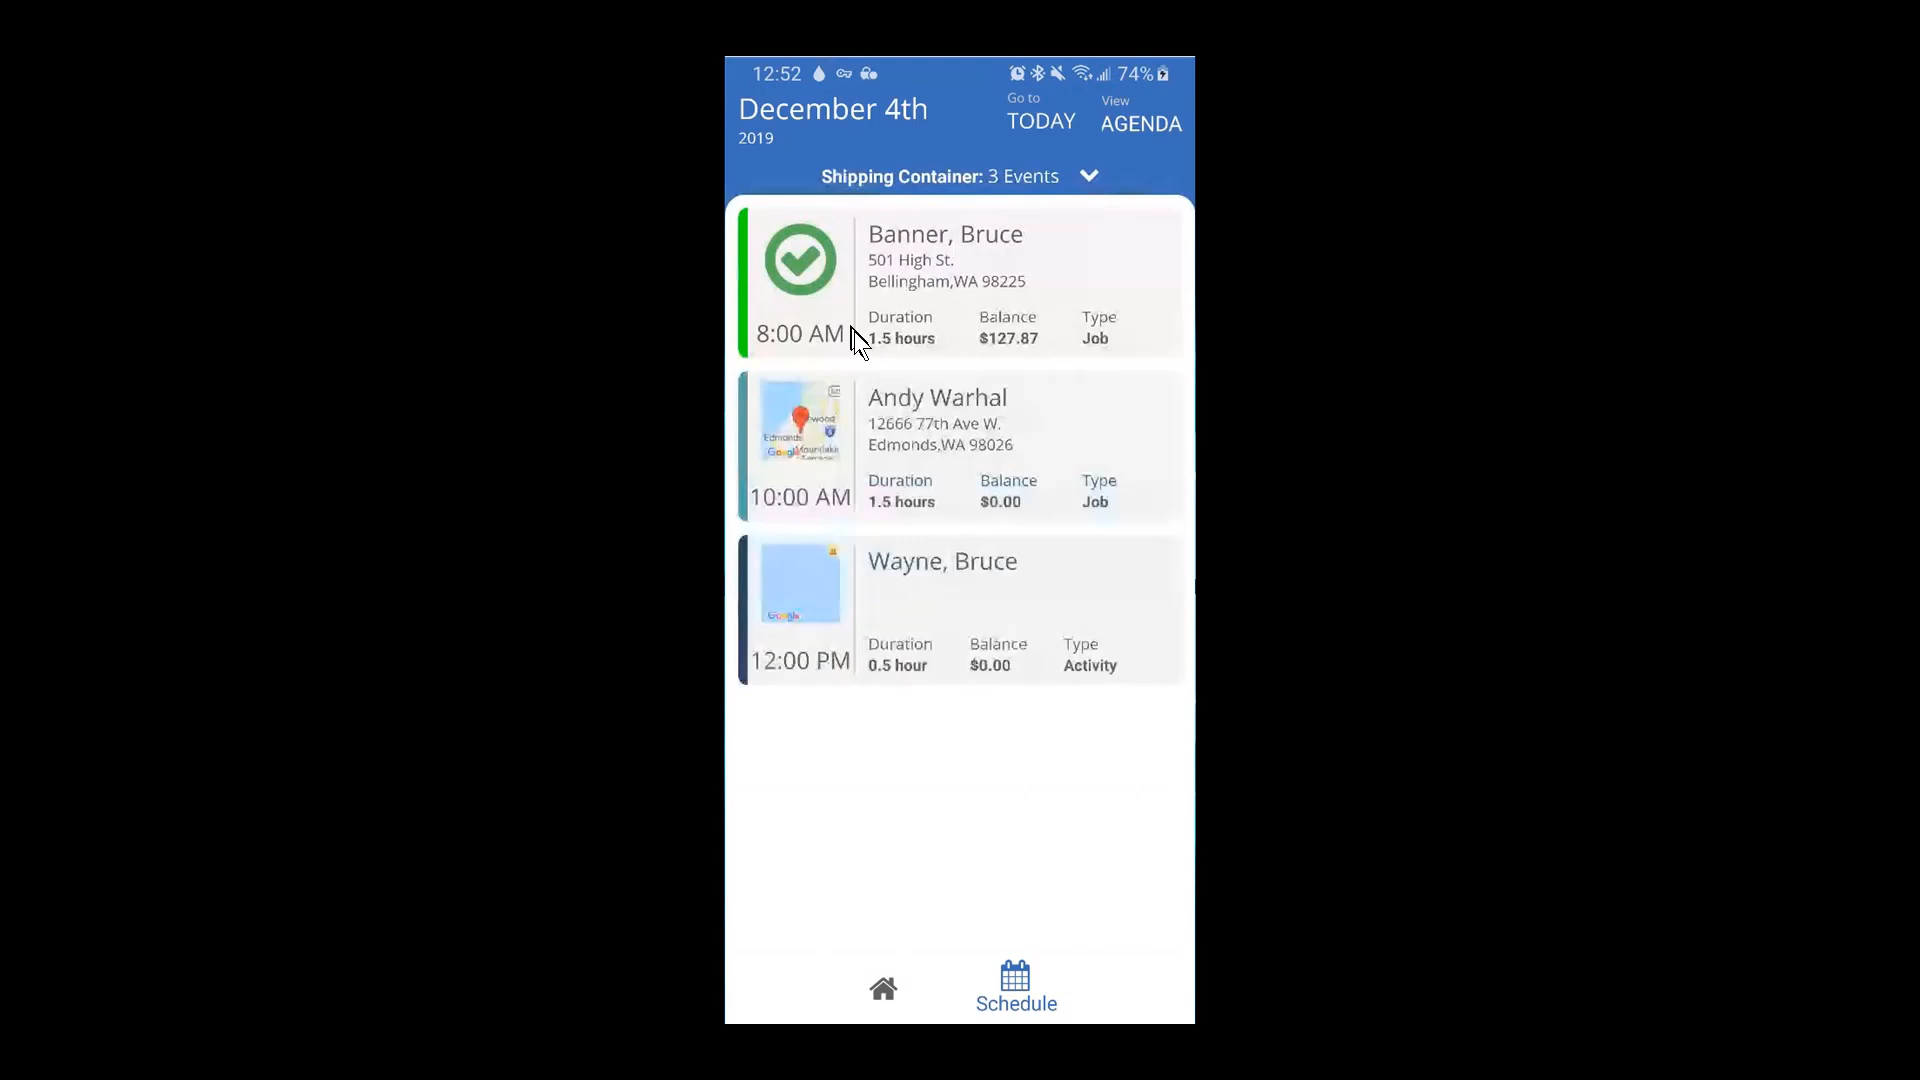 12:52 74%
December 4th
2019
Go to
TODAY
View
AGENDA
Shipping Container: 3 Events
Banner, Bruce
501 High St.
Bellingham,WA 98225
8:00 AM
Duration Balance Type
1.5 hours $127.87 Job
Andy Warhal
12666 77th Ave W.
Edmonds,WA 98026
Edmonds
Google
10:00 AM
Duration Balance Type
1.5 hours $0.00 Job
Wayne, Bruce
Google
12:00 PM
Duration Balance Type
0.5 hour $0.00 Activity
Schedule